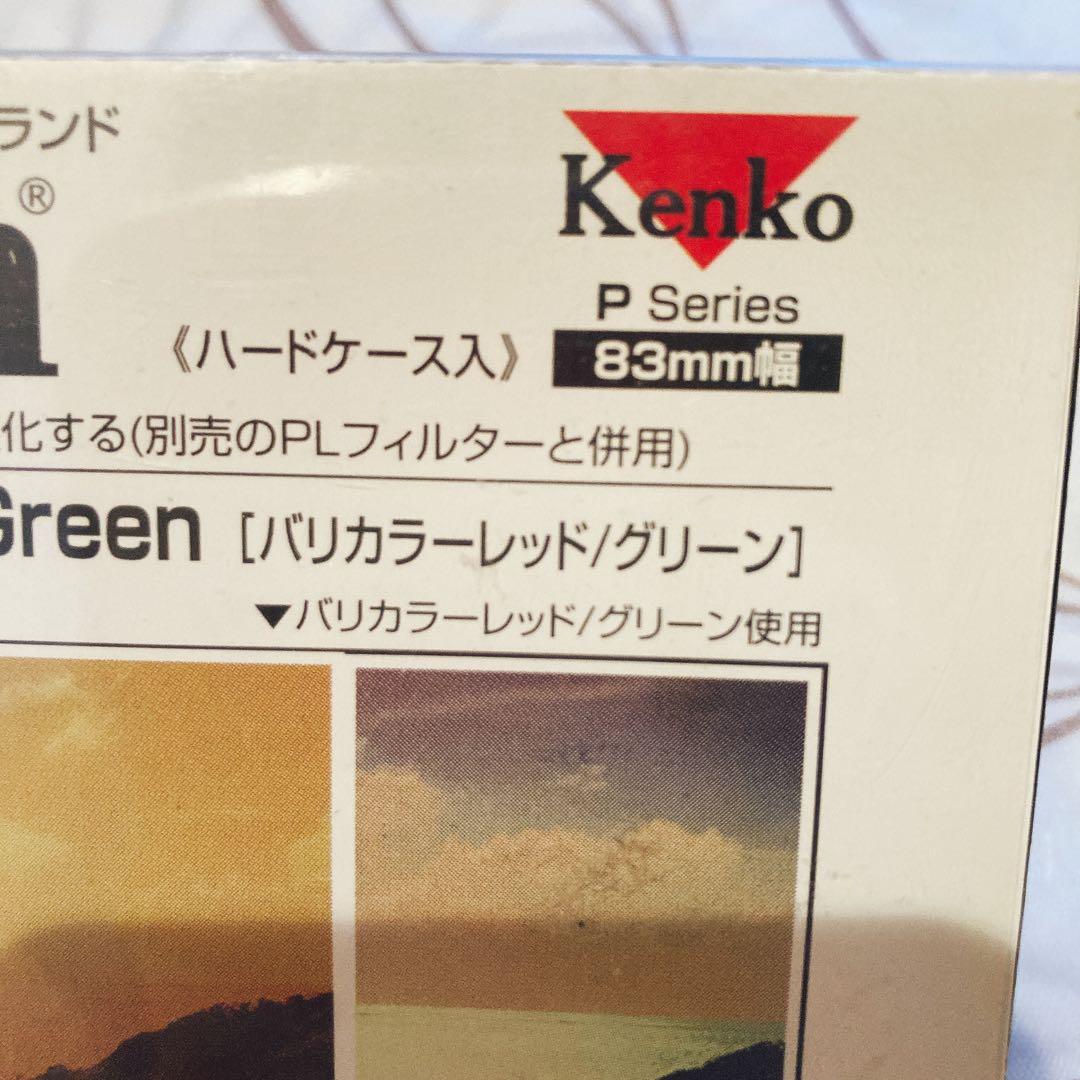 ランド
Kenko
®
n
P Series
《ハードケース入》
83mm幅
化する(別売のPLフィルターと併用)
Green [バリカラーレッド/グリーン]
▼バリカラーレッド/グリーン使用